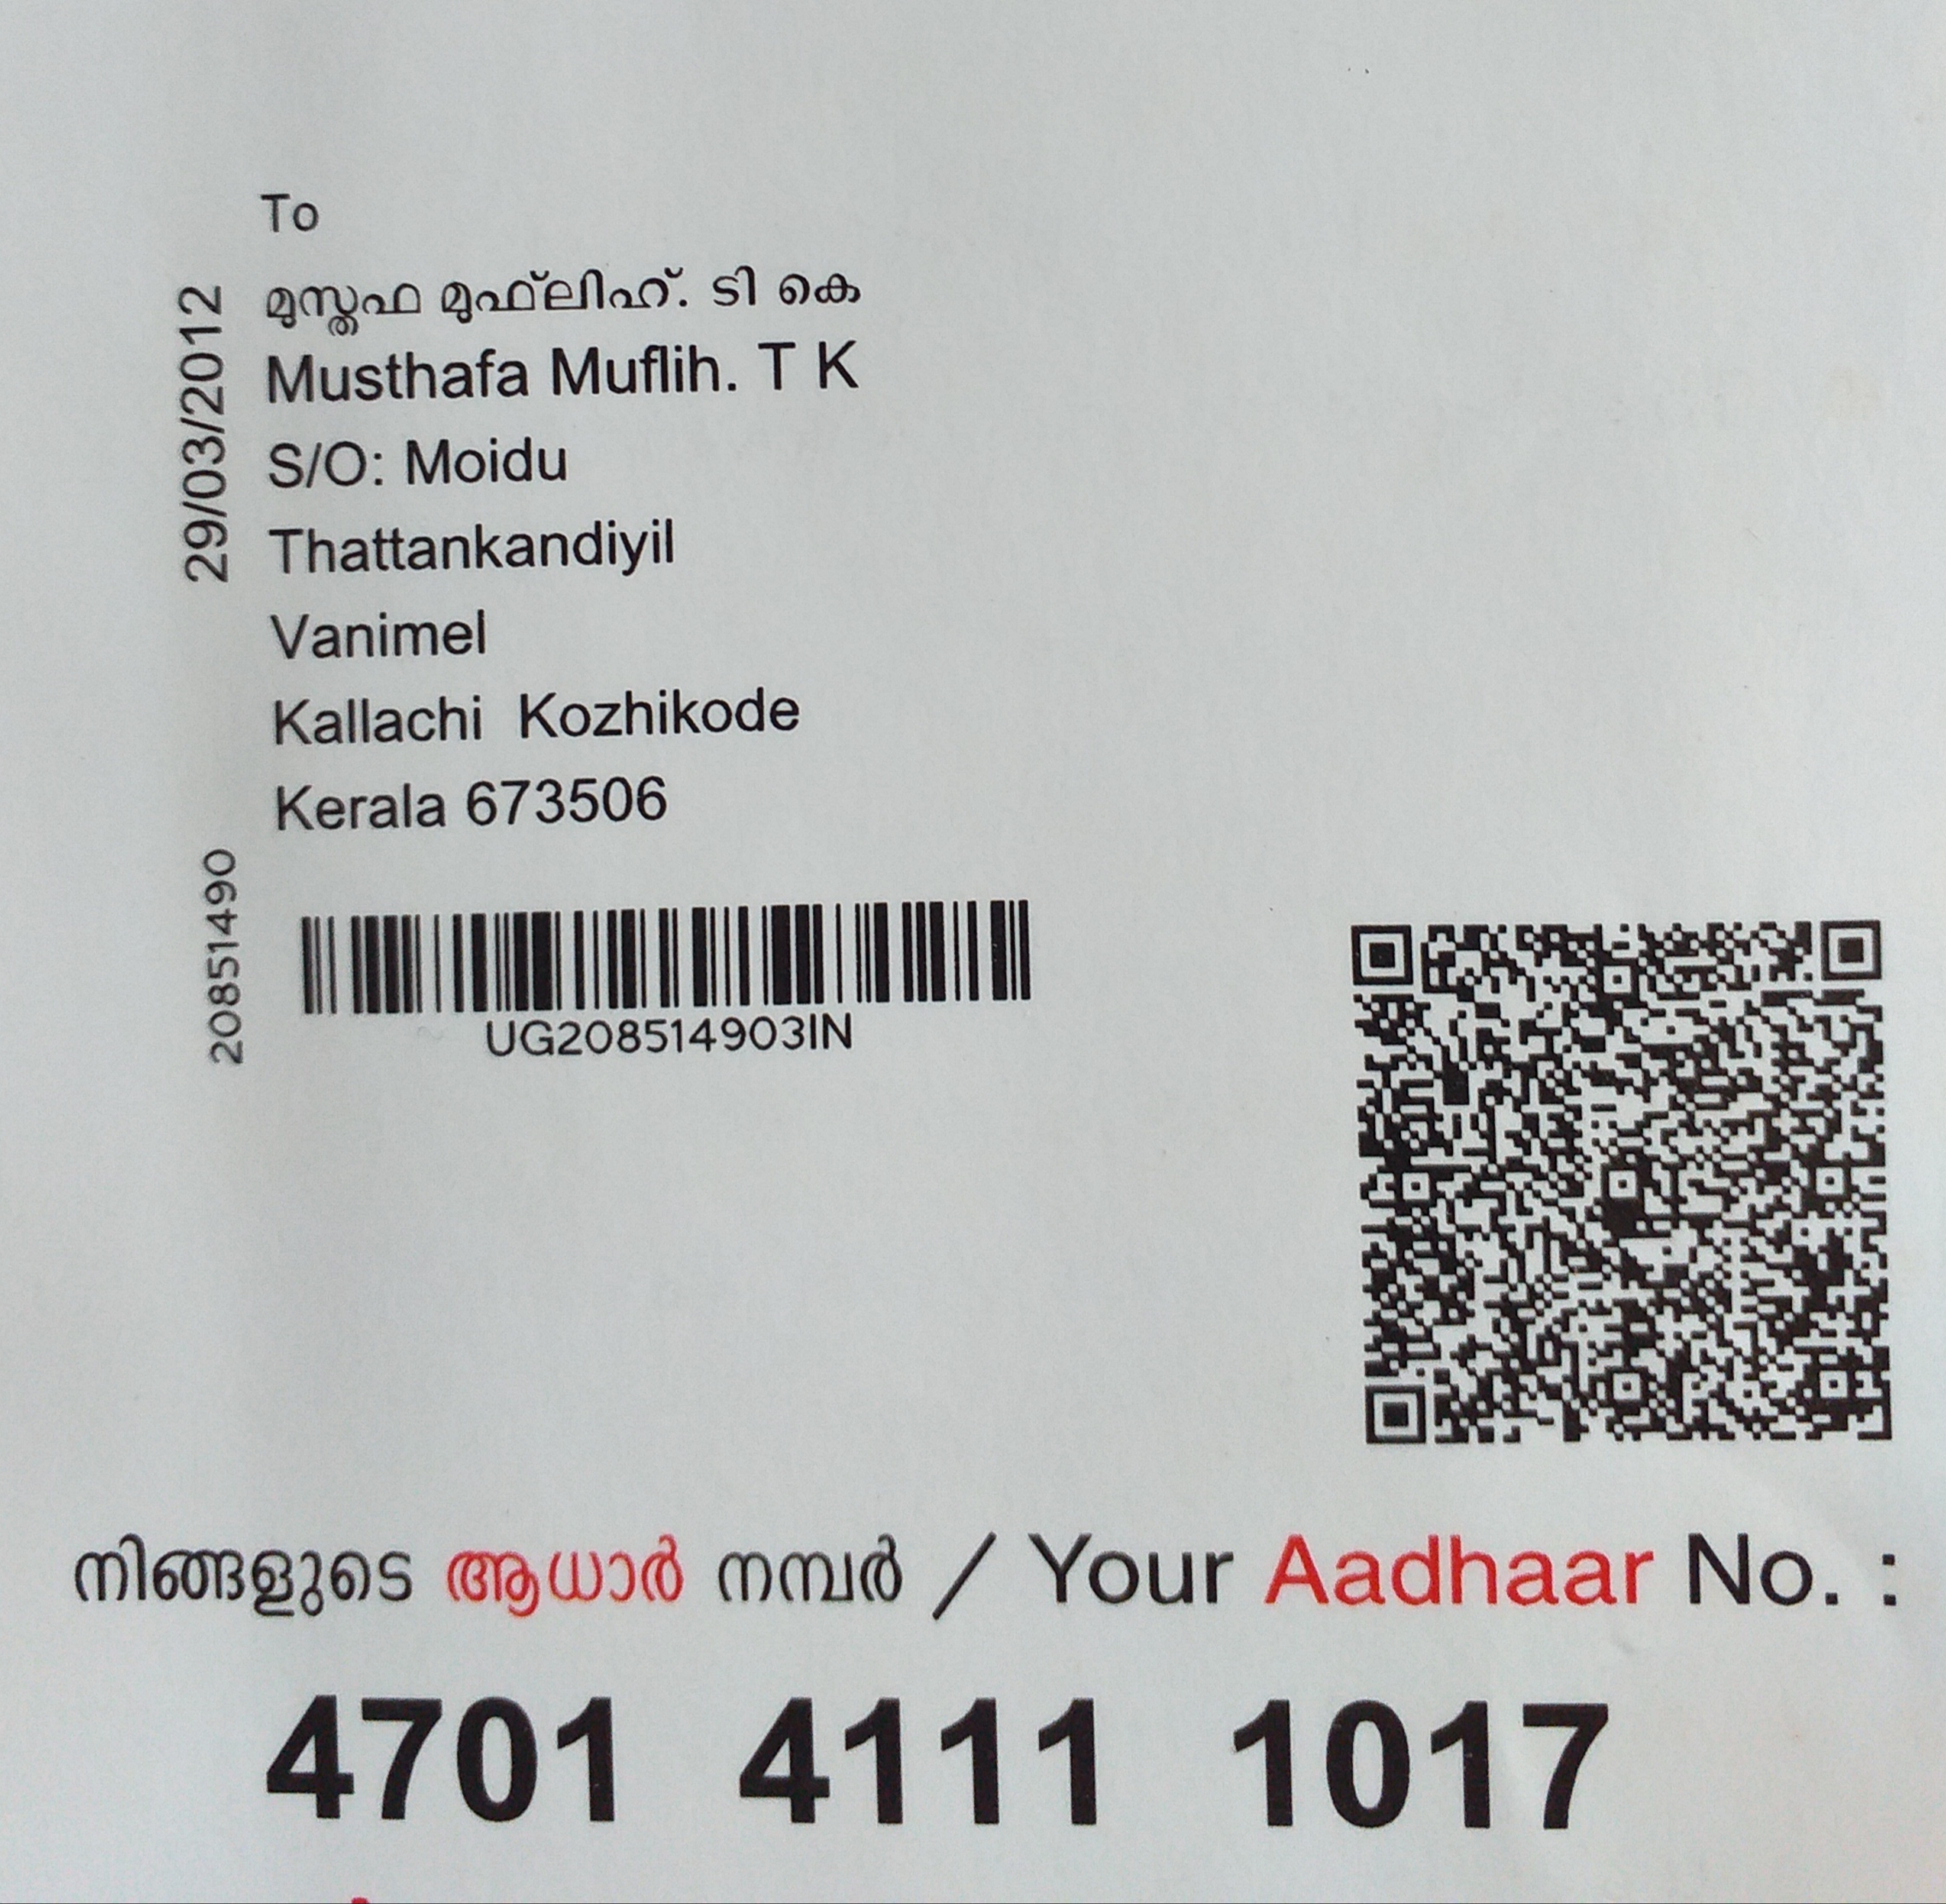 To
മുസ്തഫ മുഫ്ലിഹ്. ടി കെ
Musthafa Muflih. T K
S/O: Moidu
Thattankandiyil
Vanimel
Kallachi  Kozhikode
Kerala 673506
29/03/2012
20851490
UG208514903IN
നിങ്ങളുടെ ആധാർ നമ്പർ / Your Aadhaar No. :
4701 4111 1017